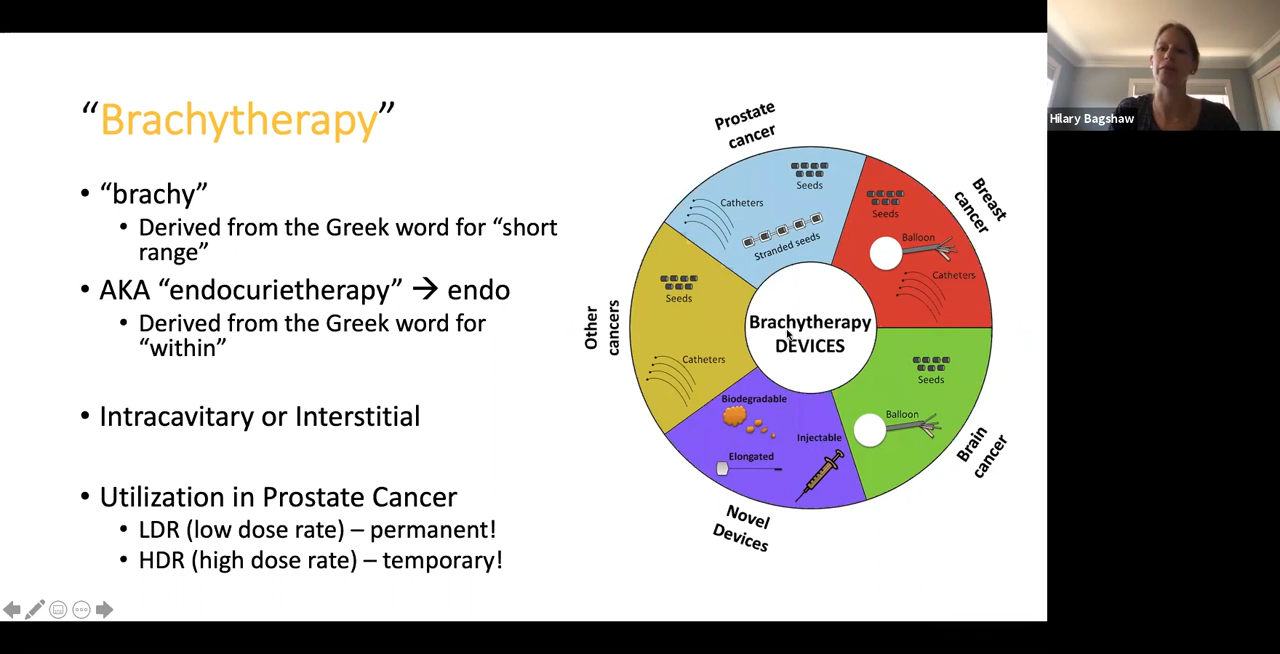 “Brachytherapy”
• “brachy”
• Derived from the Greek word for “short
range”
• AKA “endocurietherapy” → endo
• Derived from the Greek word for
“within”
• Intracavitary or Interstitial
• Utilization in Prostate Cancer
• LDR (low dose rate) – permanent!
• HDR (high dose rate) – temporary!
Prostate
cancer
Seeds
Catheters
Stranded seeds
Breast
cancer
Seeds
Balloon
Catheters
Other
cancers
Seeds
Catheters
Brachytherapy
DEVICES
Brain
cancer
Seeds
Balloon
Novel
Devices
Biodegradable
Injectable
Elongated
Hilary Bagshaw